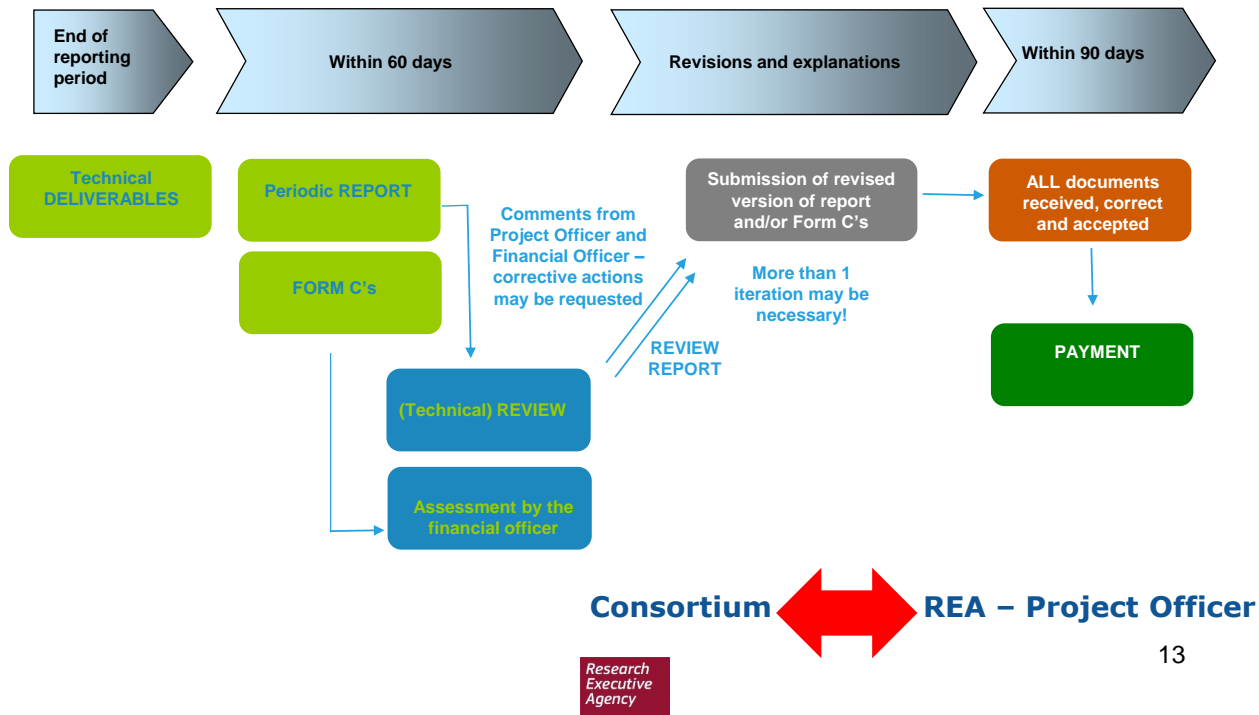 End of
reporting
period
Within 60 days
Revisions and explanations
Within 90 days
Technical
DELIVERABLES
Periodic REPORT
FORM C's
Comments from
Project Officer and
Financial Officer –
corrective actions
may be requested
Submission of revised
version of report
and/or Form C's
ALL documents
received, correct
and accepted
More than 1
iteration may be
necessary!
REVIEW
REPORT
PAYMENT
(Technical) REVIEW
Assessment by the
financial officer
Consortium
REA – Project Officer
13
Research
Executive
Agency